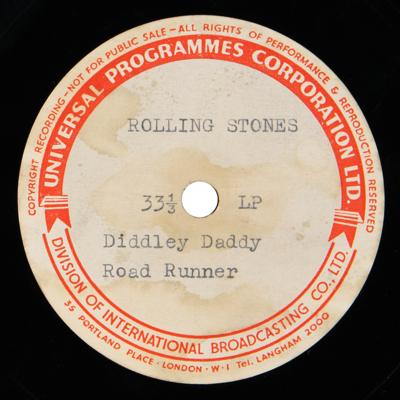 COPYRIGHT RECORDING—NOT FOR PUBLIC SALE—ALL RIGHTS OF PERFORMANCE & REPRODUCTION RESERVED
UNIVERSAL PROGRAMMES CORPORATION LTD.
ROLLING STONES
33⅓ LP
Diddley Daddy
Road Runner
DIVISION OF INTERNATIONAL BROADCASTING CO., LTD.
35 PORTLAND PLACE · LONDON · W·1 Tel. LANGHAM 2000